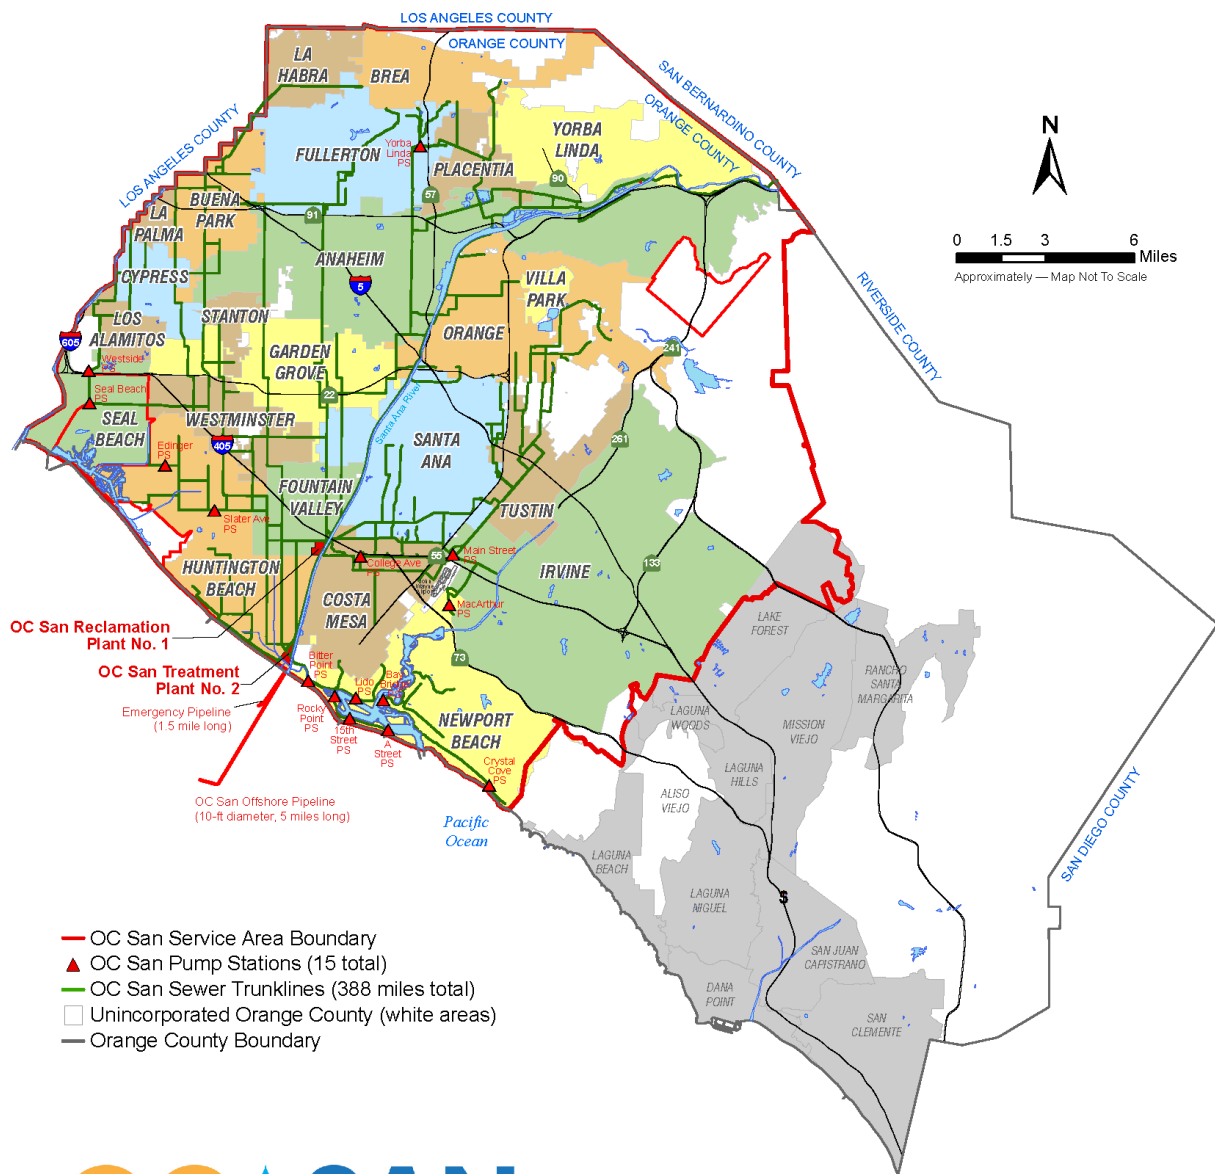 LOS ANGELES COUNTY
ORANGE COUNTY
LA
HABRA
BREA
SAN BERNARDINO COUNTY
ORANGE COUNTY
LOS ANGELES COUNTY
N
YORBA
LINDA
FULLERTON
Yorba
Linda
PS
PLACENTIA
90
57
BUENA
PARK
91
LA
PALMA
0 1.5 3 6 Miles
Approximately — Map Not To Scale
ANAHEIM
CYPRESS
5
VILLA
PARK
RIVERSIDE COUNTY
STANTON
LOS
ALAMITOS
ORANGE
605
GARDEN
GROVE
241
Westside
Seal Beach
PS
22
Santa Ana River
SEAL
BEACH
WESTMINSTER
405
SANTA
ANA
261
Edinger
PS
FOUNTAIN
VALLEY
TUSTIN
Slater Ave
PS
Main Street
PS
55
College Ave
PS
HUNTINGTON
BEACH
IRVINE
133
MacArthur
PS
COSTA
MESA
LAKE
FOREST
OC San Reclamation
Plant No. 1
OC San Treatment
Plant No. 2
Bitter
Point
PS
73
RANCHO
SANTA
MARGARITA
Lido
PS
Bay
Emergency Pipeline
(1.5 mile long)
Rocky
Point
PS
15th
Street
PS
A
Street
PS
NEWPORT
BEACH
LAGUNA
WOODS
MISSION
VIEJO
Crystal
Cove
PS
LAGUNA
HILLS
OC San Offshore Pipeline
(10-ft diameter, 5 miles long)
ALISO
VIEJO
Pacific
Ocean
SAN DIEGO COUNTY
LAGUNA
BEACH
LAGUNA
NIGUEL
SAN JUAN
CAPISTRANO
DANA
POINT
SAN
CLEMENTE
OC San Service Area Boundary
OC San Pump Stations (15 total)
OC San Sewer Trunklines (388 miles total)
Unincorporated Orange County (white areas)
Orange County Boundary